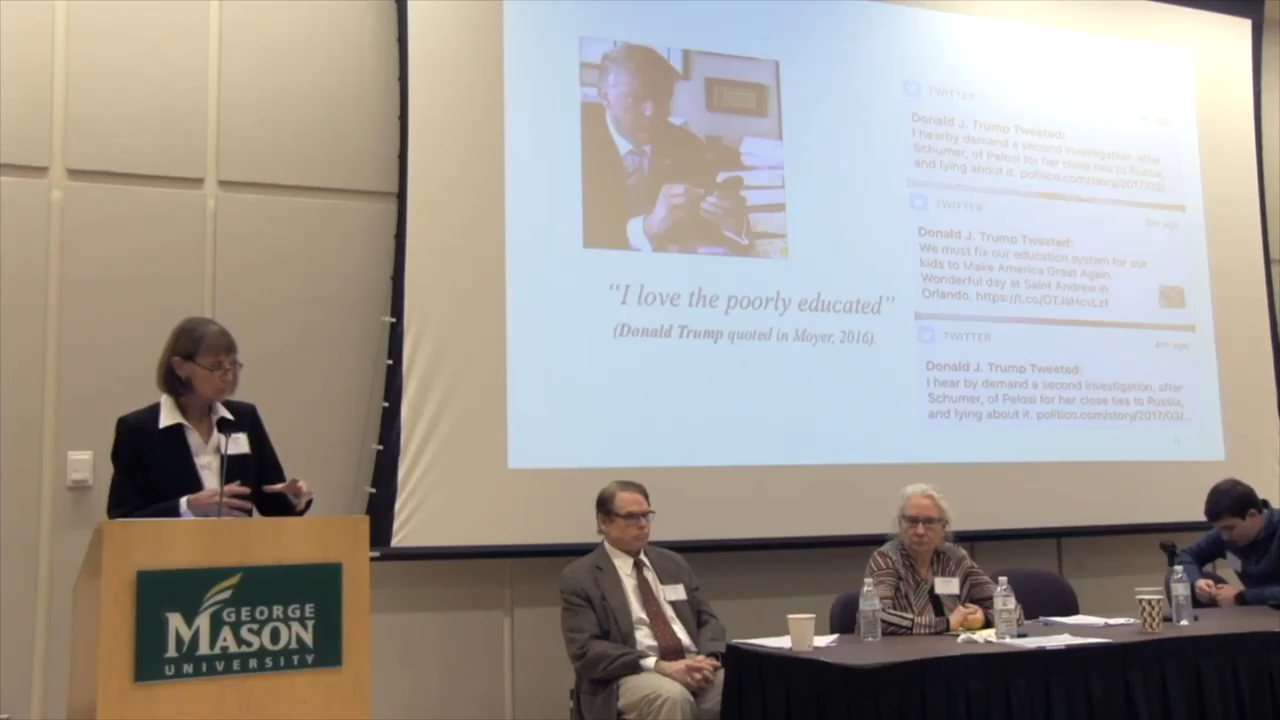 TWITTER
Donald J. Trump Tweeted:
I hearby demand a second investigation, after
Schumer, of Pelosi for her close ties to Russia,
and lying about it. politico.com/story/2017/03/
TWITTER
Donald J. Trump Tweeted:
We must fix our education system for our
kids to Make America Great Again.
Wonderful day at Saint Andrew in
Orlando.
TWITTER
Donald J. Trump Tweeted:
I hear by demand a second investigation, after
Schumer, of Pelosi for her close ties to Russia,
and lying about it. politico.com/story/2017/03/...
“I love the poorly educated”
(Donald Trump quoted in Moyer, 2016).
GEORGE
MASON
UNIVERSITY